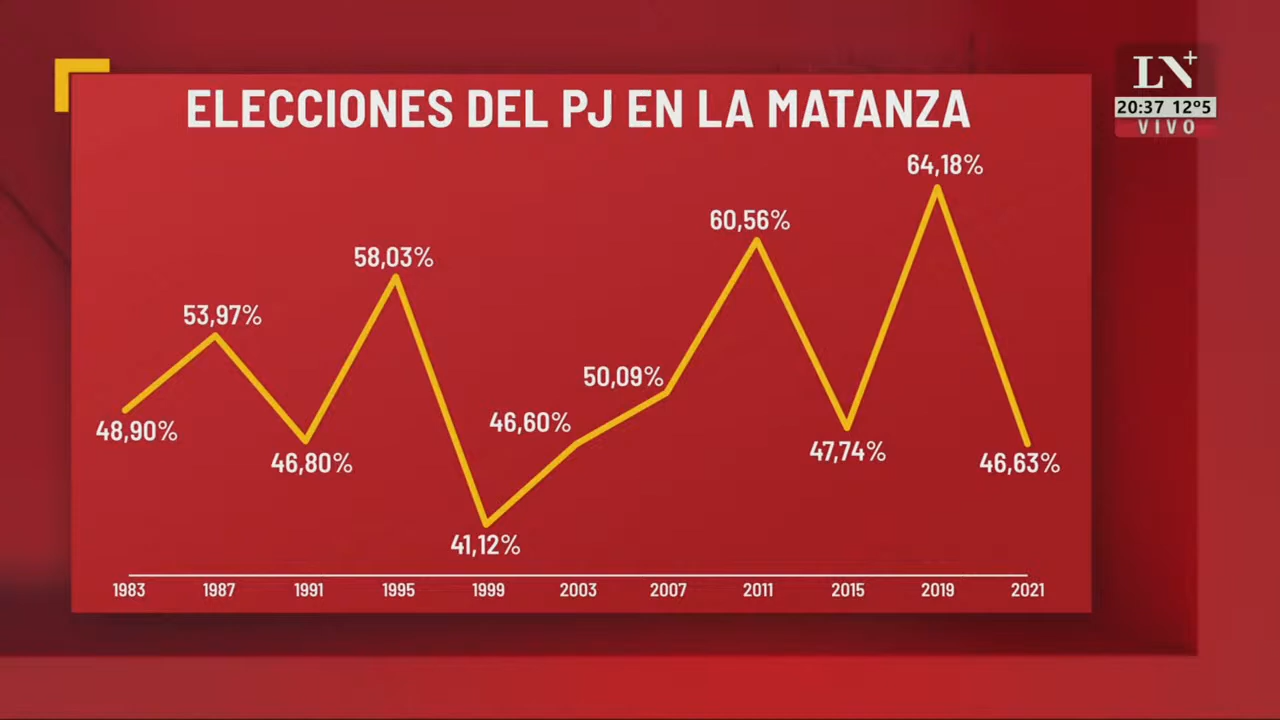 ELECCIONES DEL PJ EN LA MATANZA
LN+
20:37 12º5
VIVO
64,18%
60,56%
58,03%
53,97%
50,09%
46,60%
48,90%
47,74%
46,80%
46,63%
41,12%
1983 1987 1991 1995 1999 2003 2007 2011 2015 2019 2021